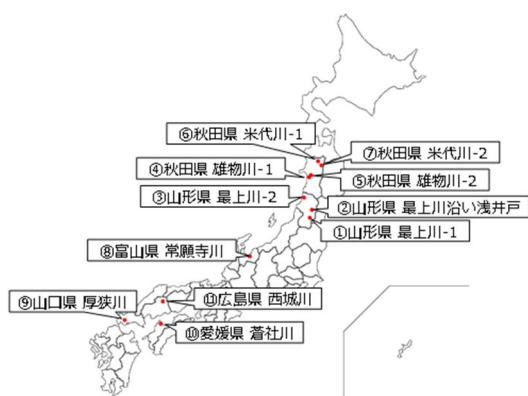 ⑥秋田県 米代川-1
⑦秋田県 米代川-2
④秋田県 雄物川-1
⑤秋田県 雄物川-2
③山形県 最上川-2
②山形県 最上川沿い浅井戸
①山形県 最上川-1
⑧富山県 常願寺川
⑨山口県 厚狭川
⑪広島県 西城川
⑩愛媛県 蒼社川